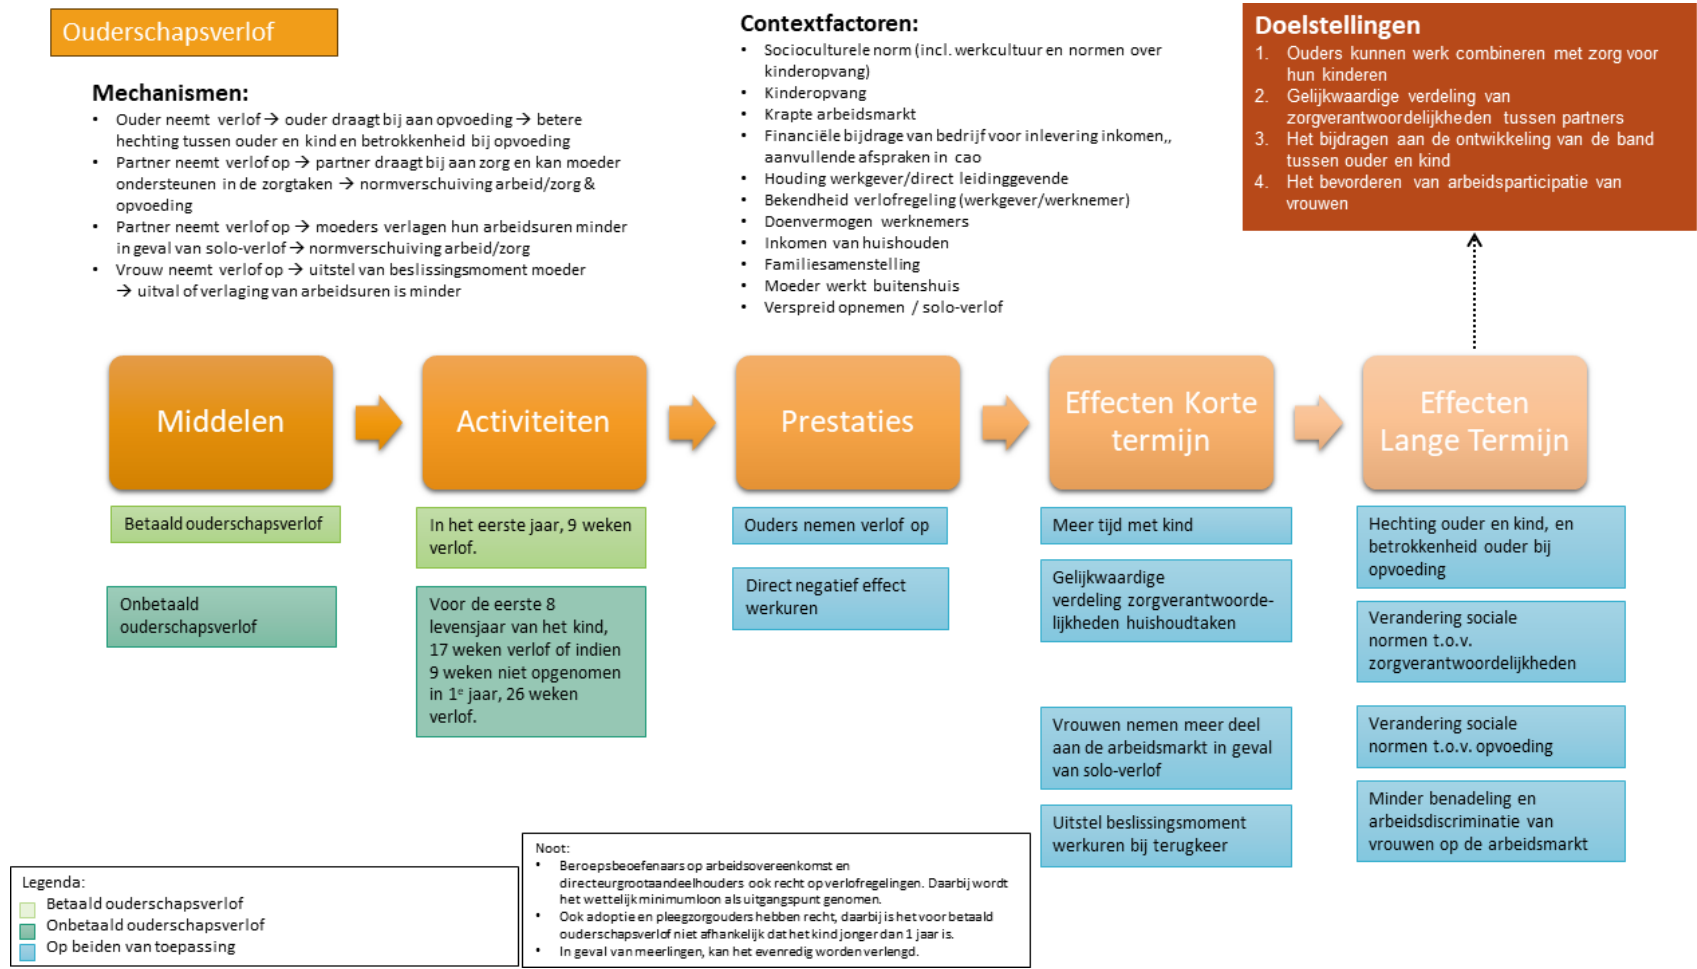 Ouderschapsverlof
Mechanismen:
• Ouder neemt verlof → ouder draagt bij aan opvoeding → betere
hechting tussen ouder en kind en betrokkenheid bij opvoeding
• Partner neemt verlof op → partner draagt bij aan zorg en kan moeder
ondersteunen in de zorgtaken → normverschuiving arbeid/zorg &
opvoeding
• Partner neemt verlof op → moeders verlagen hun arbeidsuren minder
in geval van solo-verlof → normverschuiving arbeid/zorg
• Vrouw neemt verlof op → uitstel van beslissingsmoment moeder
→ uitval of verlaging van arbeidsuren is minder
Contextfactoren:
• Socioculturele norm (incl. werkcultuur en normen over
kinderopvang)
• Kinderopvang
• Krapte arbeidsmarkt
• Financiële bijdrage van bedrijf voor inlevering inkomen,,
aanvullende afspraken in cao
• Houding werkgever/direct leidinggevende
• Bekendheid verlofregeling (werkgever/werknemer)
• Doenvermogen werknemers
• Inkomen van huishouden
• Familiesamenstelling
• Moeder werkt buitenshuis
• Verspreid opnemen / solo-verlof
Doelstellingen
1. Ouders kunnen werk combineren met zorg voor
hun kinderen
2. Gelijkwaardige verdeling van
zorgverantwoordelijkheden tussen partners
3. Het bijdragen aan de ontwikkeling van de band
tussen ouder en kind
4. Het bevorderen van arbeidsparticipatie van
vrouwen
Middelen
Activiteiten
Prestaties
Effecten Korte
termijn
Effecten
Lange Termijn
Betaald ouderschapsverlof
Onbetaald
ouderschapsverlof
In het eerste jaar, 9 weken
verlof.
Voor de eerste 8
levensjaar van het kind,
17 weken verlof of indien
9 weken niet opgenomen
in 1e jaar, 26 weken
verlof.
Ouders nemen verlof op
Direct negatief effect
werkuren
Meer tijd met kind
Gelijkwaardige
verdeling zorgverantwoorde-
lijkheden huishoudtaken
Vrouwen nemen meer deel
aan de arbeidsmarkt in geval
van solo-verlof
Uitstel beslissingsmoment
werkuren bij terugkeer
Hechting ouder en kind, en
betrokkenheid ouder bij
opvoeding
Verandering sociale
normen t.o.v.
zorgverantwoordelijkheden
Verandering sociale
normen t.o.v. opvoeding
Minder benadeling en
arbeidsdiscriminatie van
vrouwen op de arbeidsmarkt
Legenda:
Betaald ouderschapsverlof
Onbetaald ouderschapsverlof
Op beiden van toepassing
Noot:
• Beroepsbeoefenaars op arbeidsovereenkomst en
directeurgrootaandeelhouders ook recht op verlofregelingen. Daarbij wordt
het wettelijk minimumloon als uitgangspunt genomen.
• Ook adoptie en pleegzorgouders hebben recht, daarbij is het voor betaald
ouderschapsverlof niet afhankelijk dat het kind jonger dan 1 jaar is.
• In geval van meerlingen, kan het evenredig worden verlengd.